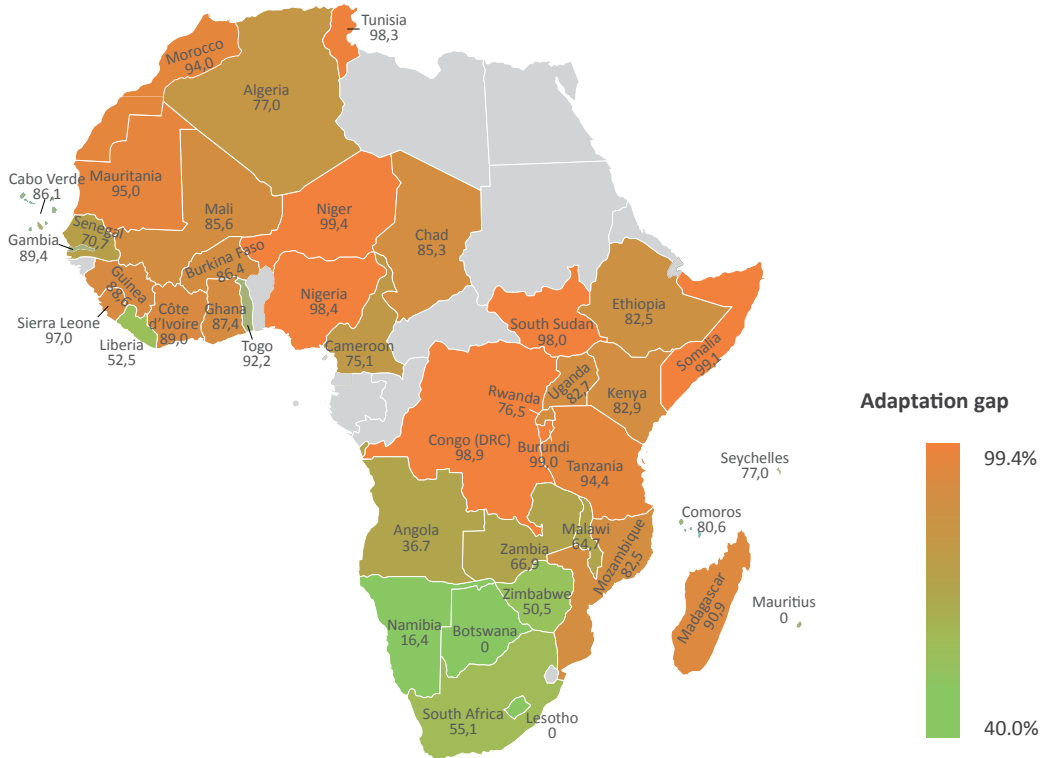 Tunisia
98,3
Morocco
94,0
Algeria
77,0
Mauritania
95,0
Cabo Verde
86,1
Mali
85,6
Niger
99,4
Chad
85,3
Senegal
70,7
Gambia
89,4
Burkina Faso
86,4
Guinea
88,6
Nigeria
98,4
Ethiopia
82,5
Côte
d'Ivoire
89,0
Ghana
87,4
Sierra Leone
97,0
Liberia
52,5
Togo
92,2
Cameroon
75,1
South Sudan
98,0
Somalia
99,1
Uganda
82,7
Kenya
82,9
Rwanda
76,5
Congo (DRC)
98,9
Burundi
99,0
Tanzania
94,4
Adaptation gap
99.4%
40.0%
Seychelles
77,0
Comoros
80,6
Angola
36.7
Zambia
66,9
Malawi
64,7
Mozambique
82,5
Madagascar
90,9
Mauritius
0
Zimbabwe
50,5
Namibia
16,4
Botswana
0
South Africa
55,1
Lesotho
0